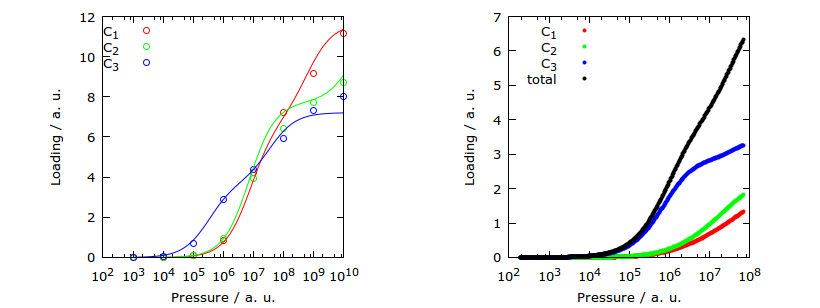 12
10
8
6
4
2
0
C₁
C₂
C₃
Loading / a. u.
10² 10³ 10⁴ 10⁵ 10⁶ 10⁷ 10⁸ 10⁹ 10¹⁰
Pressure / a. u.
7
6
5
4
3
2
1
0
C₁
C₂
C₃
total
Loading / a. u.
10² 10³ 10⁴ 10⁵ 10⁶ 10⁷ 10⁸
Pressure / a. u.